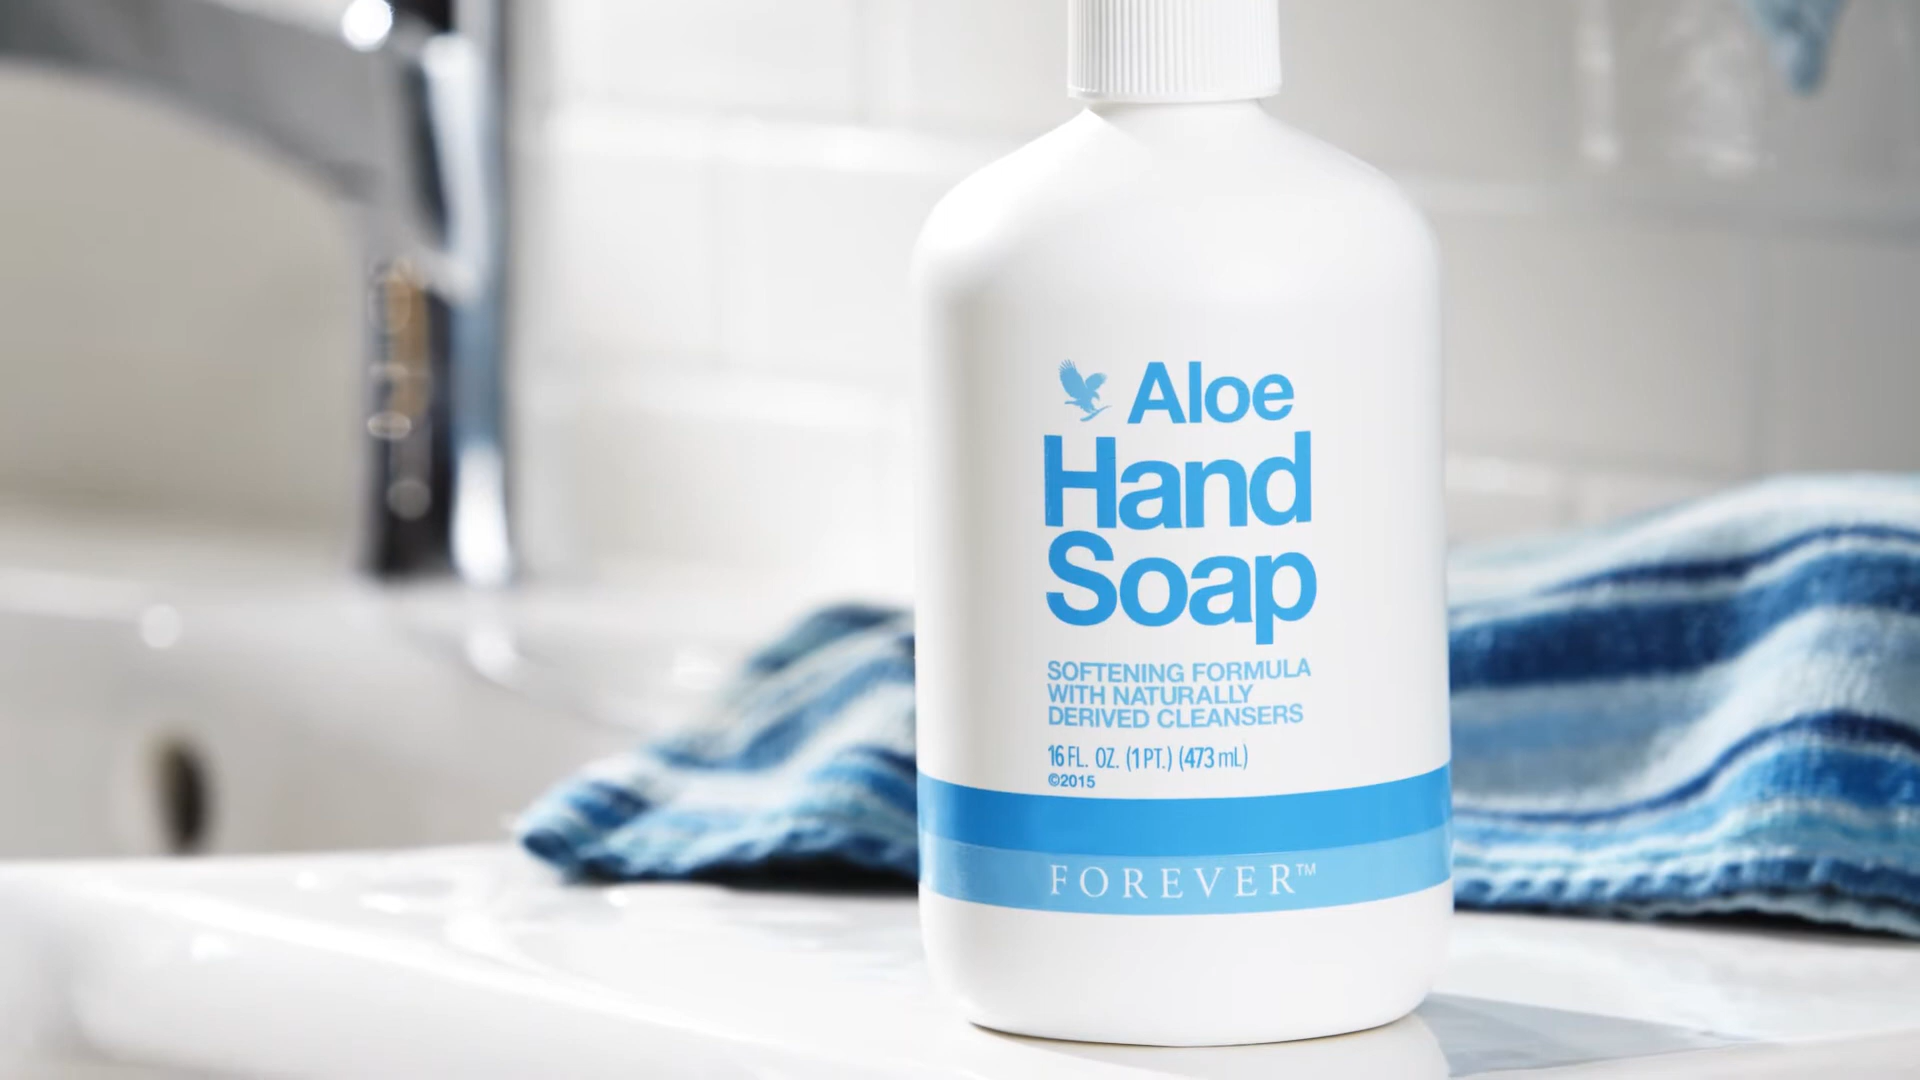 Aloe
Hand
Soap
SOFTENING FORMULA
WITH NATURALLY
DERIVED CLEANSERS
16 FL. OZ. (1 PT.) (473 mL)
©2015
FOREVER™